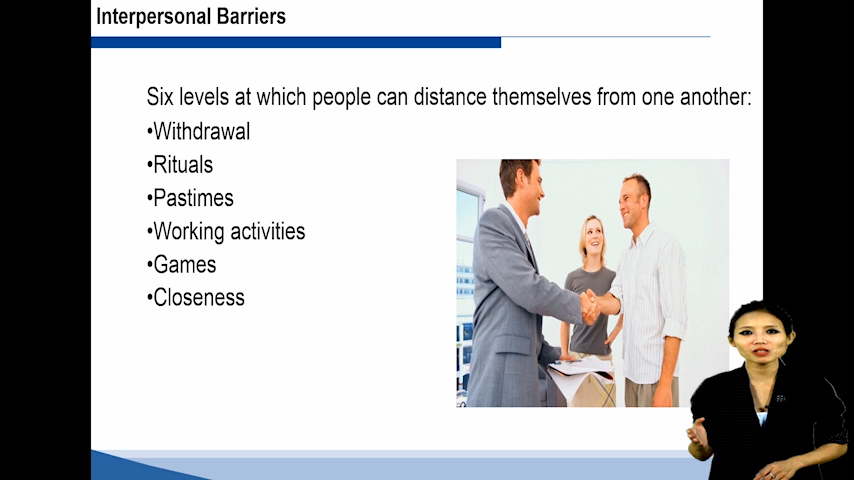 Interpersonal Barriers
Six levels at which people can distance themselves from one another:
•Withdrawal
•Rituals
•Pastimes
•Working activities
•Games
•Closeness